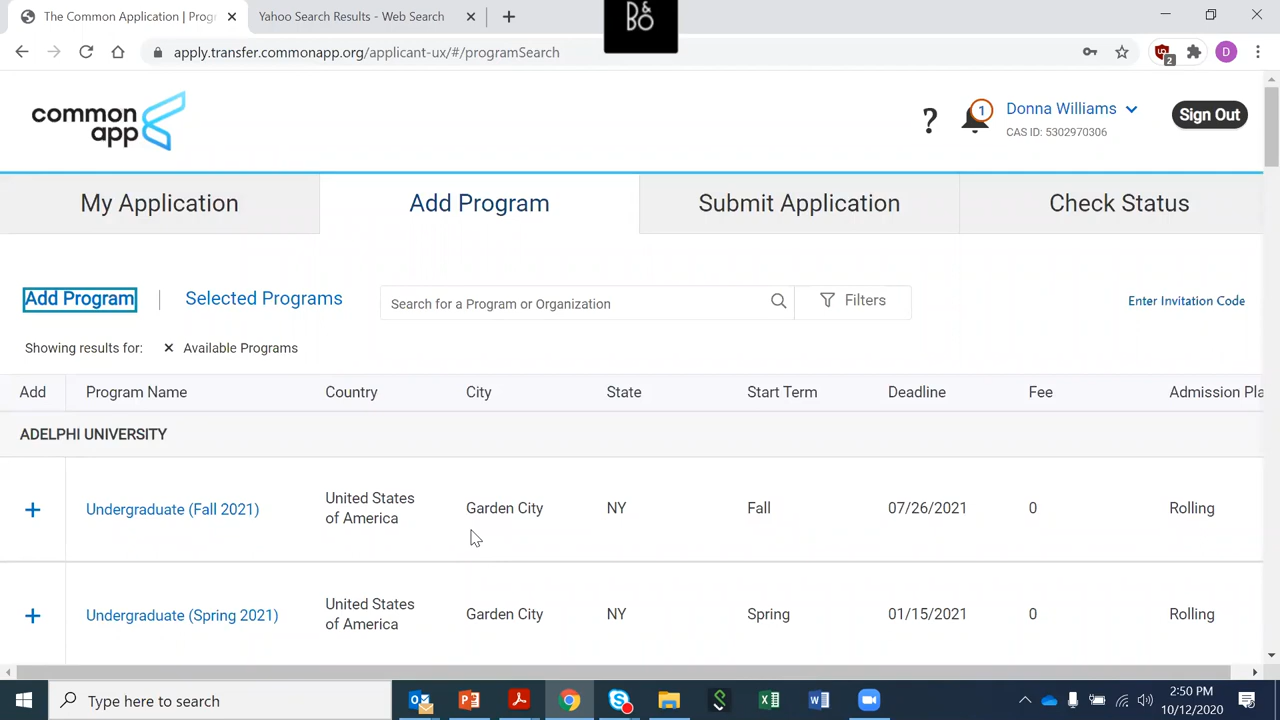 The Common Application | Prog
Yahoo Search Results - Web Search
B&
BO
apply.transfer.commonapp.org/applicant-ux/#/programSearch
2
D
common
app
?
1
Donna Williams
CAS ID: 5302970306
Sign Out
My Application
Add Program
Submit Application
Check Status
Add Program
Selected Programs
Search for a Program or Organization
Filters
Enter Invitation Code
Showing results for: × Available Programs
Add Program Name Country City State Start Term Deadline Fee Admission Pla
ADELPHI UNIVERSITY
+ Undergraduate (Fall 2021) United States of America Garden City NY Fall 07/26/2021 0 Rolling
+ Undergraduate (Spring 2021) United States of America Garden City NY Spring 01/15/2021 0 Rolling
Type here to search
2:50 PM
10/12/2020